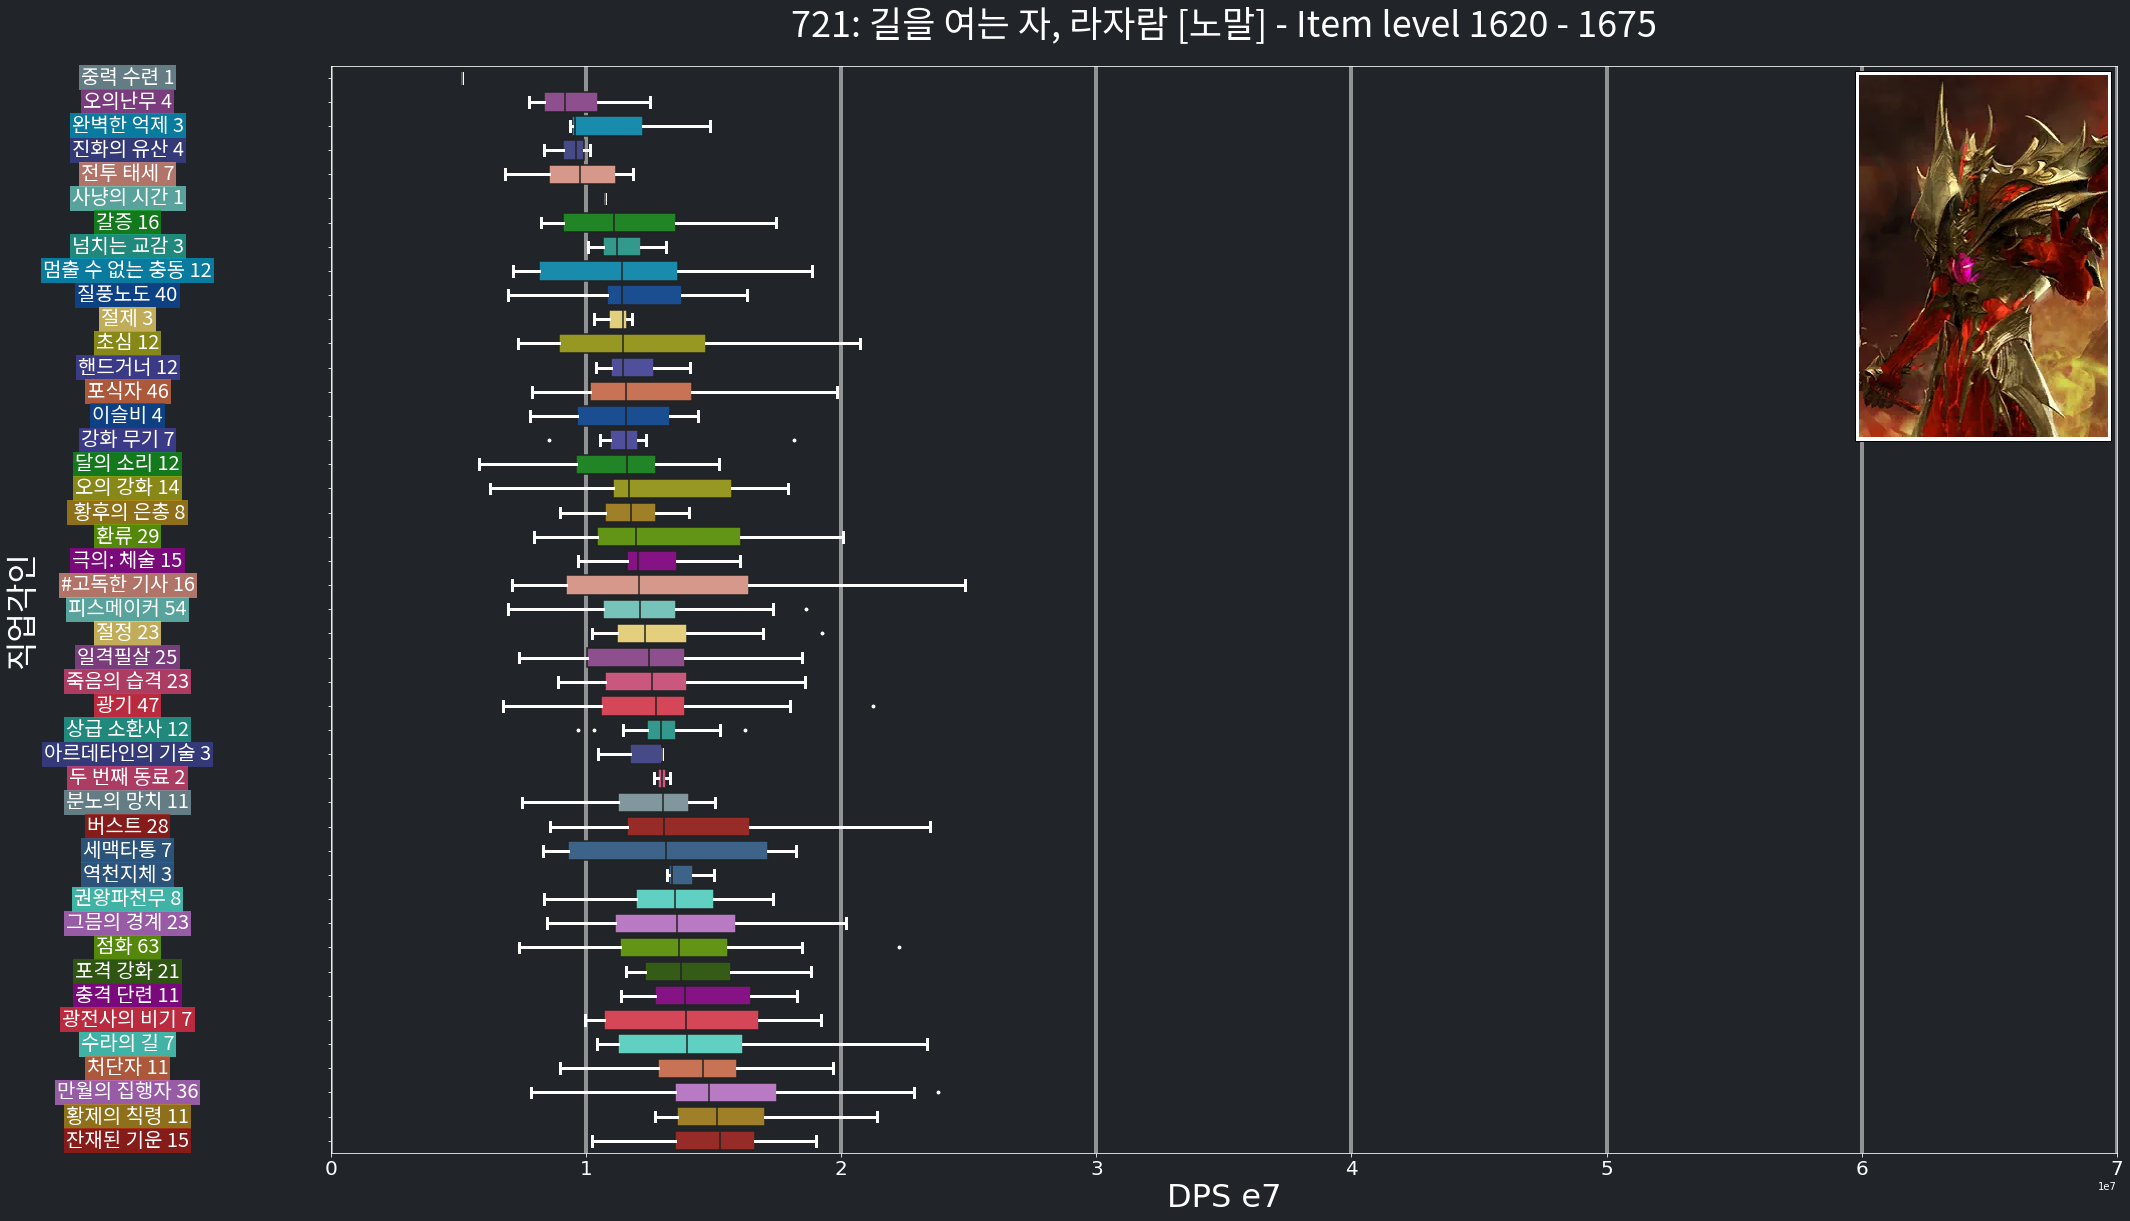 721: 길을 여는 자, 라자람 [노말] - Item level 1620 - 1675
직업각인
중력 수련 1
오의난무 4
완벽한 억제 3
진화의 유산 4
전투 태세 7
사냥의 시간 1
갈증 16
넘치는 교감 3
멈출 수 없는 충동 12
질풍노도 40
절제 3
초심 12
핸드거너 12
포식자 46
이슬비 4
강화 무기 7
달의 소리 12
오의 강화 14
황후의 은총 8
환류 29
극의: 체술 15
#고독한 기사 16
피스메이커 54
절정 23
일격필살 25
죽음의 습격 23
광기 47
상급 소환사 12
아르데타인의 기술 3
두 번째 동료 2
분노의 망치 11
버스트 28
세맥타통 7
역천지체 3
권왕파천무 8
그믐의 경계 23
점화 63
포격 강화 21
충격 단련 11
광전사의 비기 7
수라의 길 7
처단자 11
만월의 집행자 36
황제의 칙령 11
잔재된 기운 15
0 1 2 3 4 5 6 7
1e7
DPS e7